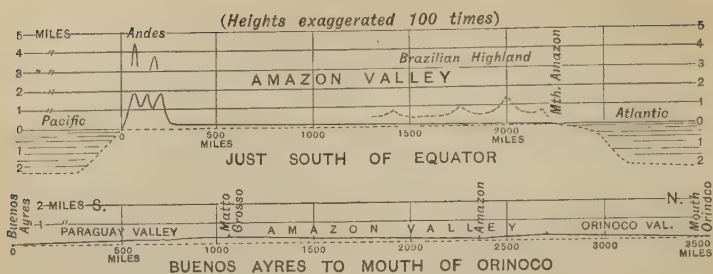 (Heights exaggerated 100 times)
5 MILES Andes 5
4 4
3 Brazilian Highland 3
2 AMAZON VALLEY Mth. Amazon 2
1 1
Pacific Atlantic
0 0 500 1000 1500 2000 0
MILES MILES
1 1
2 2
JUST SOUTH OF EQUATOR
Buenos Ayres 2 MILES S. Matto Grosso Amazon N. Mouth Orinoco
1 PARAGUAY VALLEY AMAZON VALLEY ORINOCO VAL.
0 500 1000 1500 2000 2500 3000 3500
MILES MILES MILES
BUENOS AYRES TO MOUTH OF ORINOCO